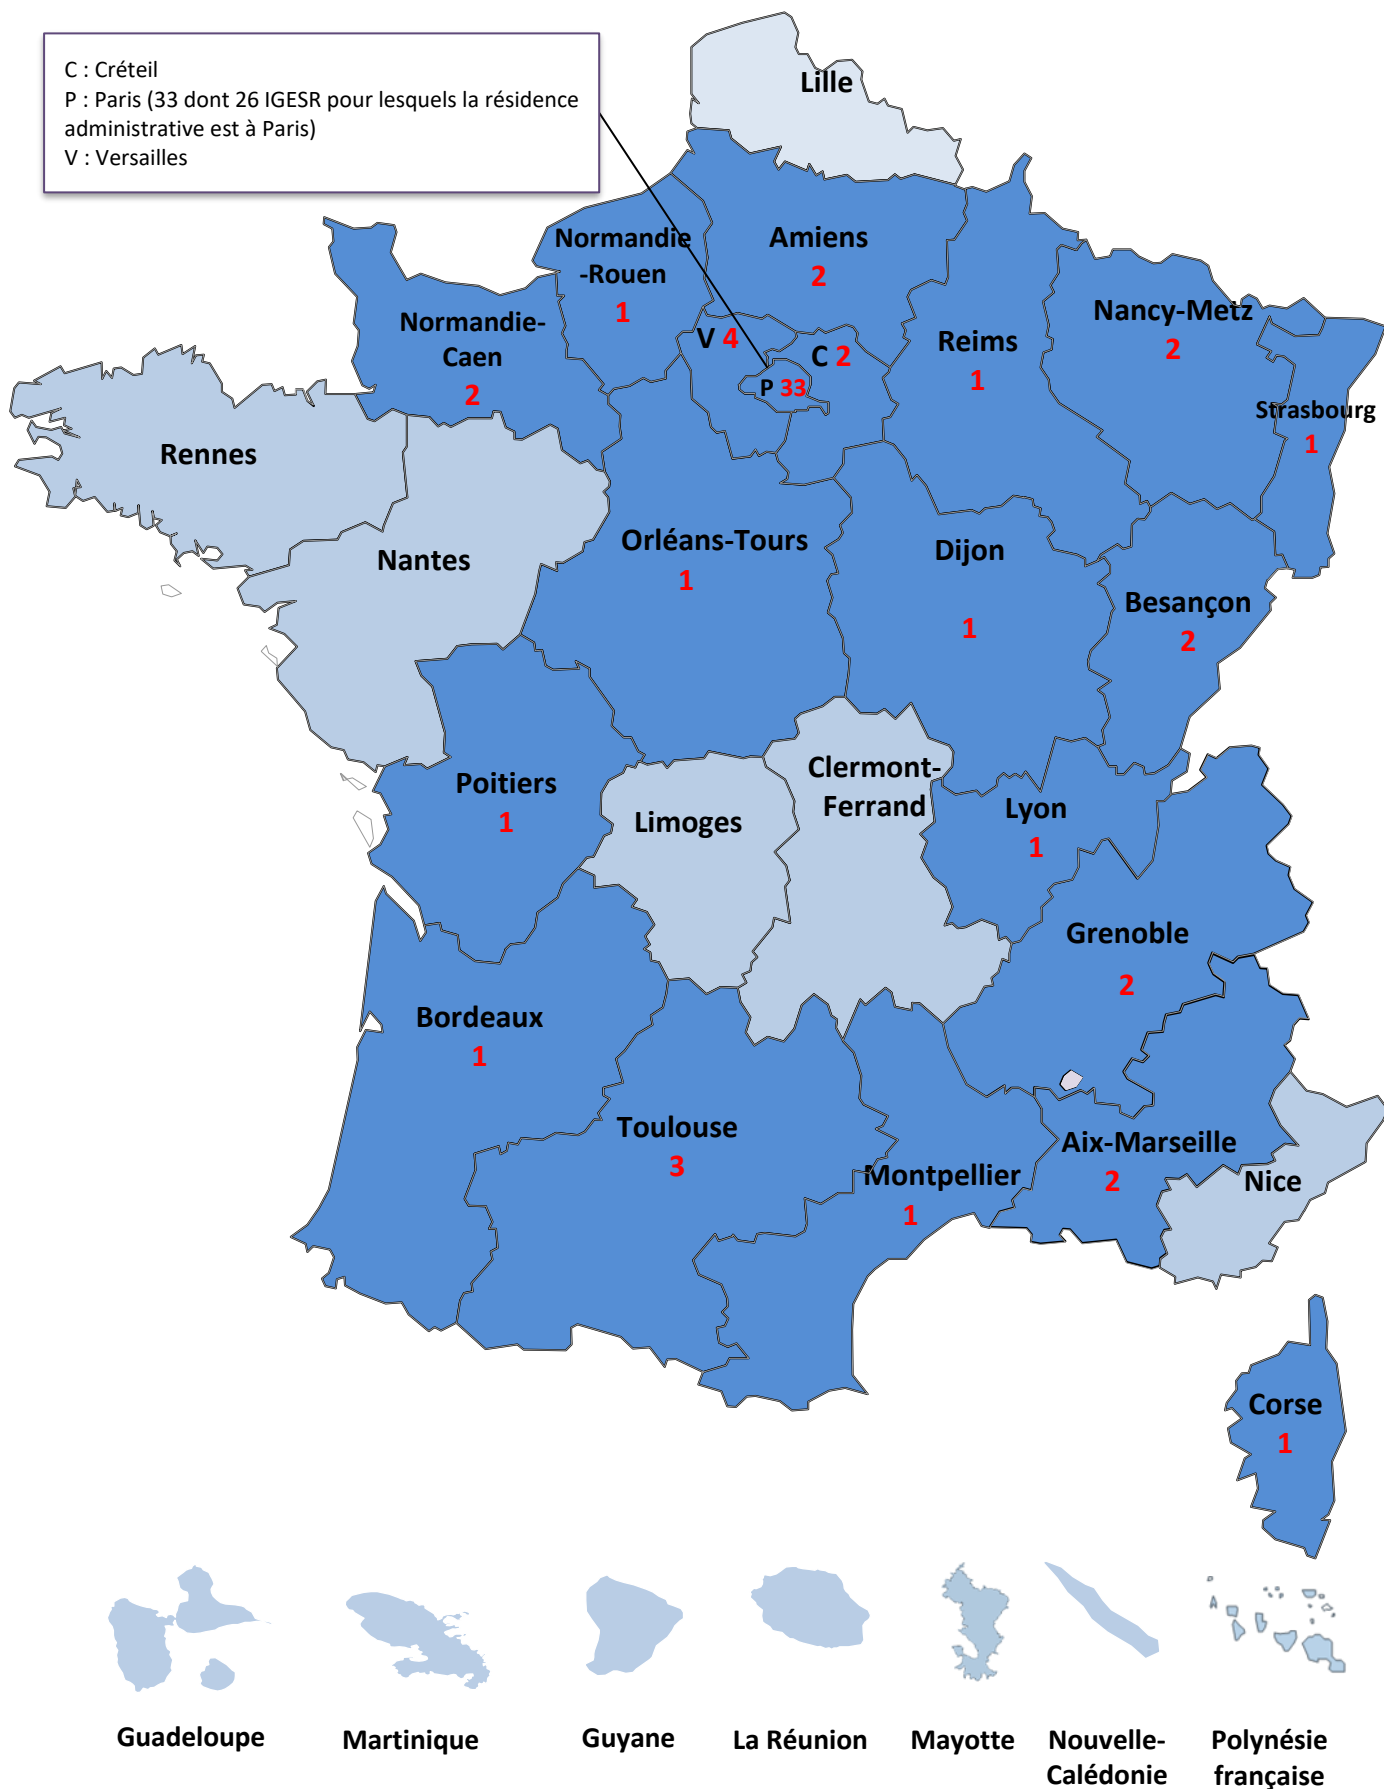 C : Créteil
P : Paris (33 dont 26 IGESR pour lesquels la résidence
administrative est à Paris)
V : Versailles
Lille
Normandie
-Rouen
1
Amiens
2
Normandie-
Caen
2
V 4
C 2
P 33
Reims
1
Nancy-Metz
2
Strasbourg
1
Rennes
Nantes
Orléans-Tours
1
Dijon
1
Besançon
2
Poitiers
1
Limoges
Clermont-
Ferrand
Lyon
1
Grenoble
2
Bordeaux
1
Toulouse
3
Montpellier
1
Aix-Marseille
2
Nice
Corse
1
Guadeloupe
Martinique
Guyane
La Réunion
Mayotte
Nouvelle-
Calédonie
Polynésie
française